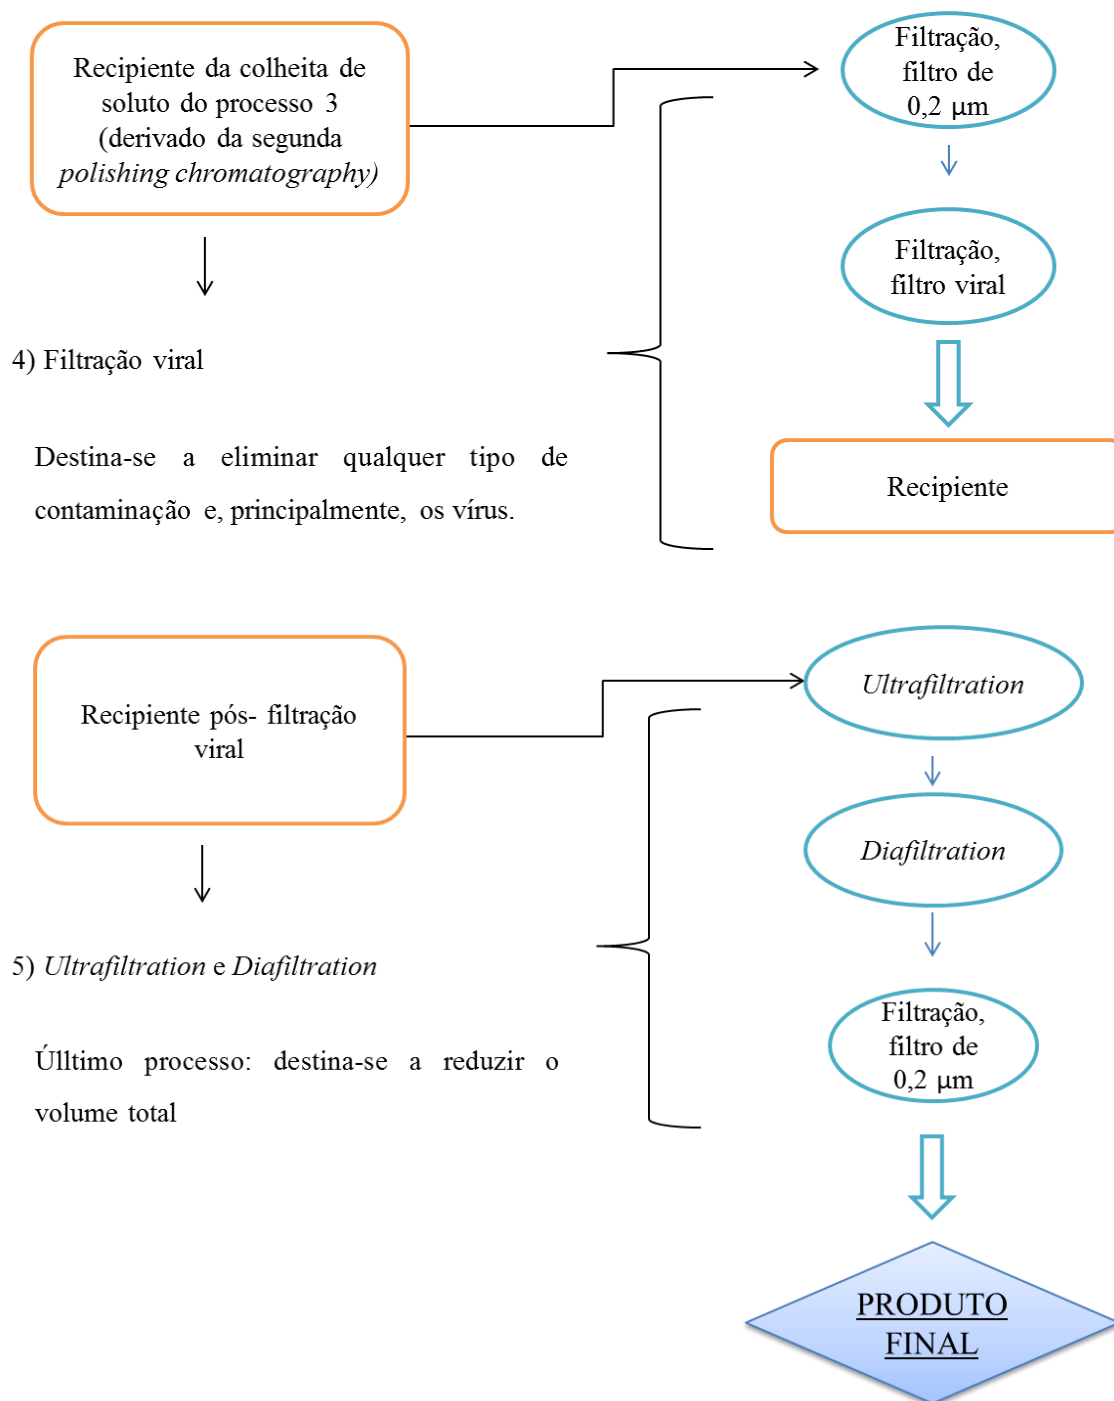 Recipiente da colheita de
soluto do processo 3
(derivado da segunda
polishing chromatography)
Filtração,
filtro de
0,2 μm
Filtração,
filtro viral
4) Filtração viral
Destina-se a eliminar qualquer tipo de
contaminação e, principalmente, os vírus.
Recipiente
Recipiente pós- filtração
viral
Ultrafiltration
Diafiltration
5) Ultrafiltration e Diafiltration
Úlltimo processo: destina-se a reduzir o
volume total
Filtração,
filtro de
0,2 μm
PRODUTO
FINAL